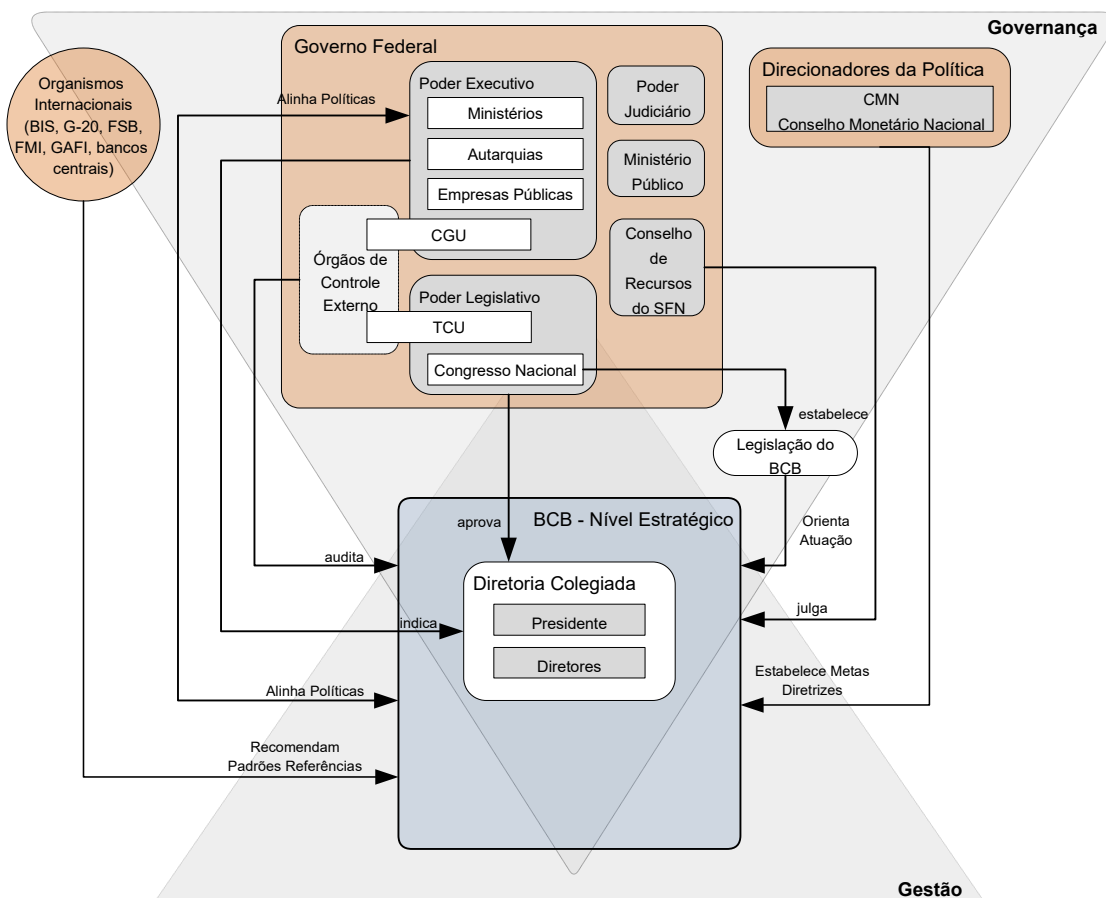 Governança
Governo Federal
Organismos
Internacionais
(BIS, G-20, FSB,
FMI, GAFI, bancos
centrais)
Alinha Políticas
Poder Executivo
Ministérios
Autarquias
Empresas Públicas
CGU
Poder
Judiciário
Ministério
Público
Conselho
de
Recursos
do SFN
Direcionadores da Política
CMN
Conselho Monetário Nacional
Órgãos de
Controle
Externo
Poder Legislativo
TCU
Congresso Nacional
estabelece
Legislação do
BCB
aprova
BCB - Nível Estratégico
Orienta
Atuação
audita
Diretoria Colegiada
Presidente
Diretores
indica
julga
Alinha Políticas
Estabelece Metas
Diretrizes
Recomendam
Padrões Referências
Gestão